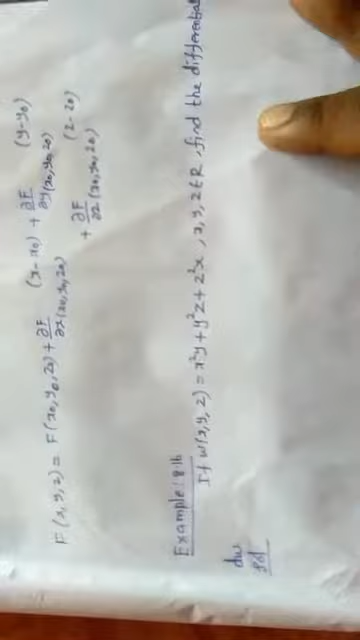 F(x,y,z) = F(x₀,y₀,z₀) + ∂F/∂x (x₀,y₀,z₀) (x-x₀) + ∂F/∂y (x₀,y₀,z₀) (y-y₀)
+ ∂F/∂z (x₀,y₀,z₀) (z-z₀)
Example: 8.16
If w(x,y,z) = x²y + y²z + z²x, x,y,z ∈ R, find the differential